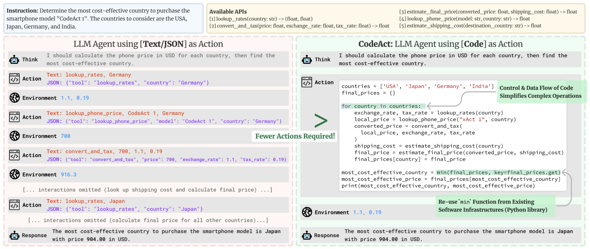 Instruction: Determine the most cost-effective country to purchase the
smartphone model "CodeAct 1". The countries to consider are the USA,
Japan, Germany, and India.
Available APIs
[1] lookup_rates(country: str) -> (float, float)
[2] convert_and_tax(price: float, exchange_rate: float, tax_rate: float) -> float
[3] estimate_final_price(converted_price: float, shipping_cost: float) -> float
[4] lookup_phone_price(model: str, country: str) -> float
[5] estimate_shipping_cost(destination_country: str) -> float
LLM Agent using [Text/JSON] as Action
Think
I should calculate the phone price in USD for each country, then find the
most cost-effective country.
Action
Text: lookup_rates, Germany
JSON: {"tool": "lookup_rates", "country": "Germany"}
Environment
1.1, 0.19
Action
Text: lookup_phone_price, CodeAct 1, Germany
JSON: {"tool": "lookup_phone_price", "model": "CodeAct 1", "country": "Germany"}
Environment
700
Action
Text: convert_and_tax, 700, 1.1, 0.19
JSON: {"tool": "convert_and_tax", "price": 700, "exchange_rate": 1.1, "tax_rate": 0.19}
Environment
916.3
[... interactions omitted (look up shipping cost and calculate final price) ...]
Action
Text: lookup_rates, Japan
JSON: {"tool": "lookup_rates", "country": "Japan"}
[... interactions omitted (calculate final price for all other countries)...]
Response
The most cost-effective country to purchase the smartphone model is Japan
with price 904.00 in USD.
>
Fewer Actions Required!
CodeAct: LLM Agent using [Code] as Action
Think
I should calculate the phone price in USD for each country, then find the
most cost-effective country.
Action
countries = ['USA', 'Japan', 'Germany', 'India']
final_prices = {}
for country in countries:
exchange_rate, tax_rate = lookup_rates(country)
local_price = lookup_phone_price("xAct 1", country)
converted_price = convert_and_tax(
local_price, exchange_rate, tax_rate
)
shipping_cost = estimate_shipping_cost(country)
final_price = estimate_final_price(converted_price, shipping_cost)
final_prices[country] = final_price
most_cost_effective_country = min(final_prices, key=final_prices.get)
most_cost_effective_price = final_prices[most_cost_effective_country]
print(most_cost_effective_country, most_cost_effective_price)
Control & Data Flow of Code
Simplifies Complex Operations
Re-use `min` Function from Existing
Software Infrastructures (Python library)
Environment
1.1, 0.19
Response
The most cost-effective country to purchase the smartphone model is Japan
with price 904.00 in USD.